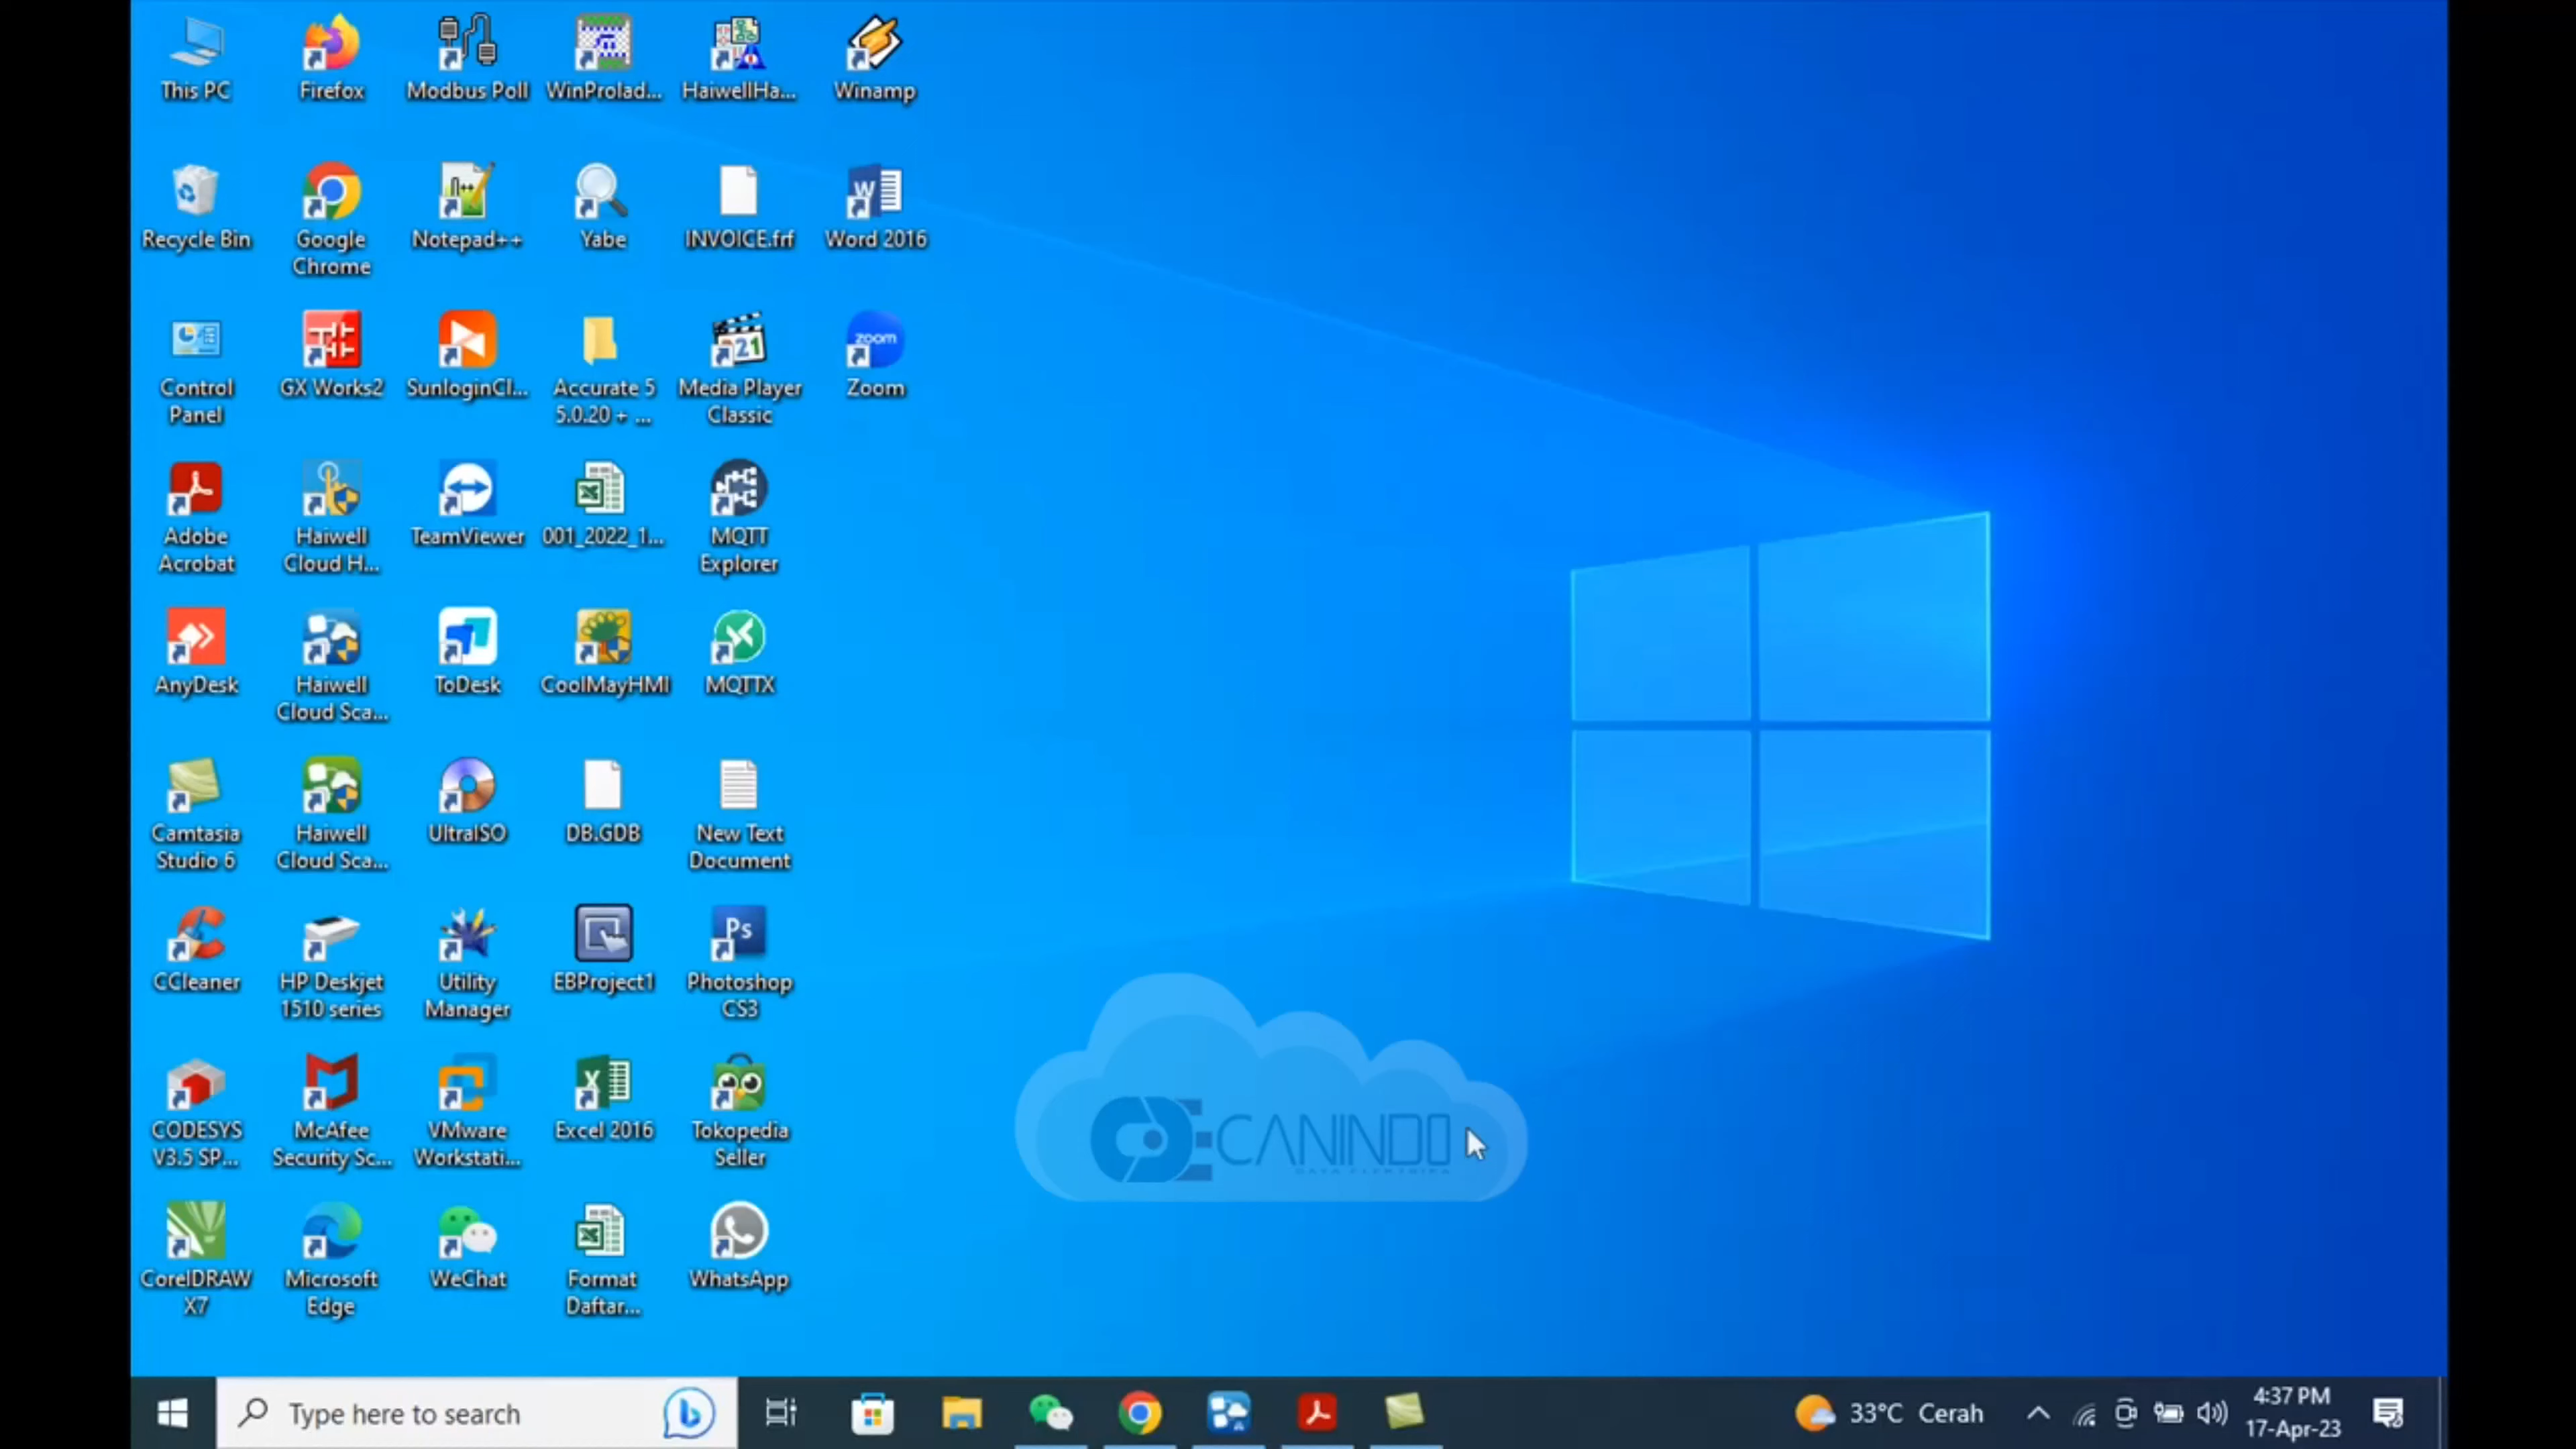 This PC
Firefox
Modbus Poll
WinProlad...
HaiwellHa...
Winamp
Recycle Bin
Google
Chrome
Notepad++
Yabe
INVOICE.frf
Word 2016
Control
Panel
GX Works2
SunloginCl...
Accurate 5
5.0.20 + ...
21
Media Player
Classic
zoom
Zoom
Adobe
Acrobat
Haiwell
Cloud H...
TeamViewer
001_2022_1...
MQTT
Explorer
AnyDesk
Haiwell
Cloud Sca...
ToDesk
CoolMayHMI
MQTTX
Camtasia
Studio 6
Haiwell
Cloud Sca...
UltraISO
DB.GDB
New Text
Document
CCleaner
HP Deskjet
1510 series
Utility
Manager
EBProject1
Ps
Photoshop
CS3
CODESYS
V3.5 SP...
McAfee
Security Sc...
VMware
Workstati...
Excel 2016
Tokopedia
Seller
CANINDO
CorelDRAW
X7
Microsoft
Edge
WeChat
Format
Daftar...
WhatsApp
Type here to search
33°C Cerah
4:37 PM
17-Apr-23